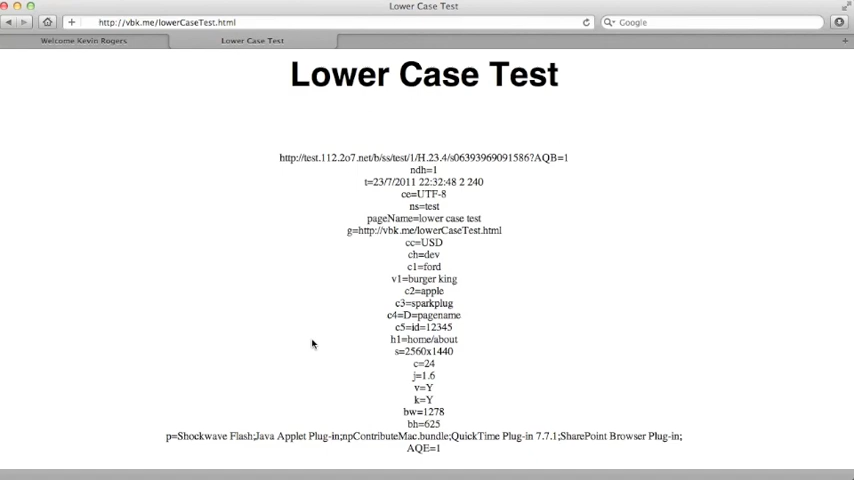 Lower Case Test
http://vbk.me/lowerCaseTest.html
Google
Welcome Kevin Rogers
Lower Case Test
Lower Case Test
http://test.112.2o7.net/b/ss/test/1/H.23.4/s06393969091586?AQB=1
ndh=1
t=23/7/2011 22:32:48 2 240
ce=UTF-8
ns=test
pageName=lower case test
g=http://vbk.me/lowerCaseTest.html
cc=USD
ch=dev
c1=ford
v1=burger king
c2=apple
c3=sparkplug
c4=D=pagename
c5=id=12345
h1=home/about
s=2560x1440
c=24
j=1.6
v=Y
k=Y
bw=1278
bh=625
p=Shockwave Flash;Java Applet Plug-in;npContributeMac.bundle;QuickTime Plug-in 7.7.1;SharePoint Browser Plug-in;
AQE=1